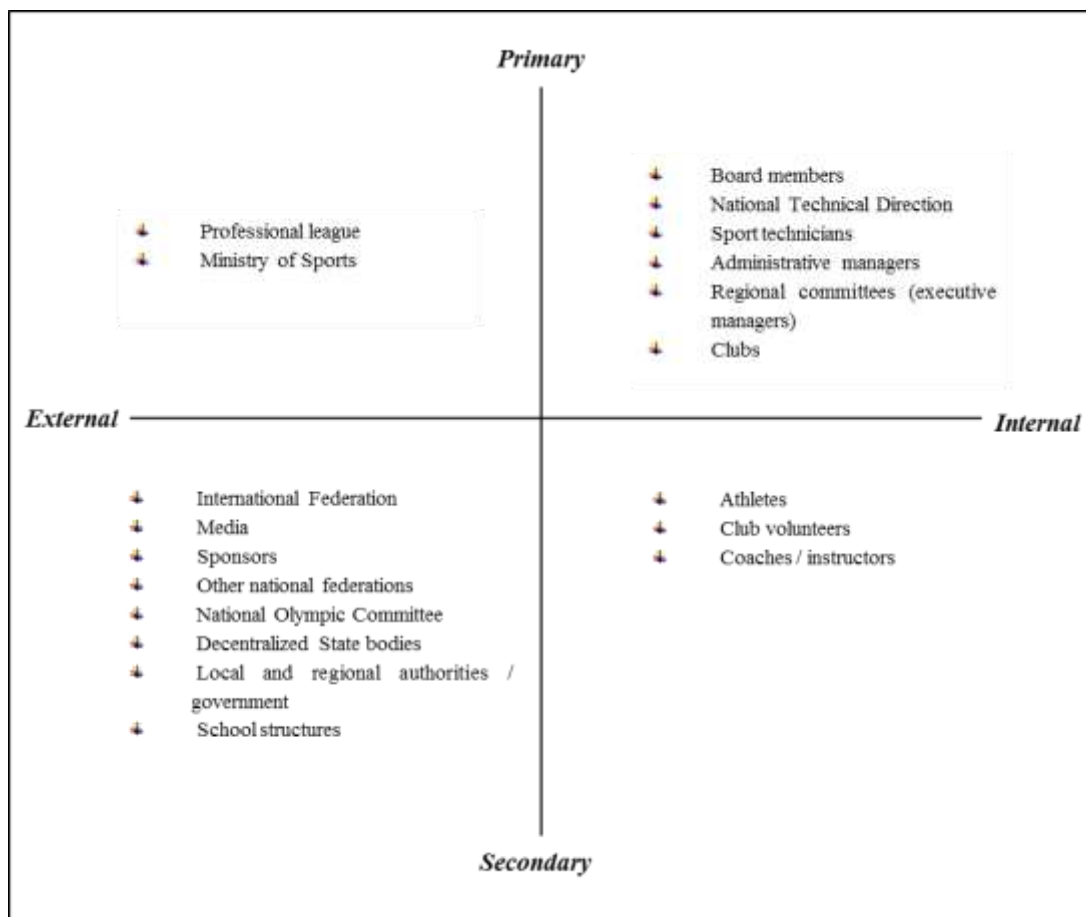 Primary
Professional league
Ministry of Sports
Board members
National Technical Direction
Sport technicians
Administrative managers
Regional committees (executive
managers)
Clubs
External
Internal
International Federation
Media
Sponsors
Other national federations
National Olympic Committee
Decentralized State bodies
Local and regional authorities /
government
School structures
Athletes
Club volunteers
Coaches / instructors
Secondary